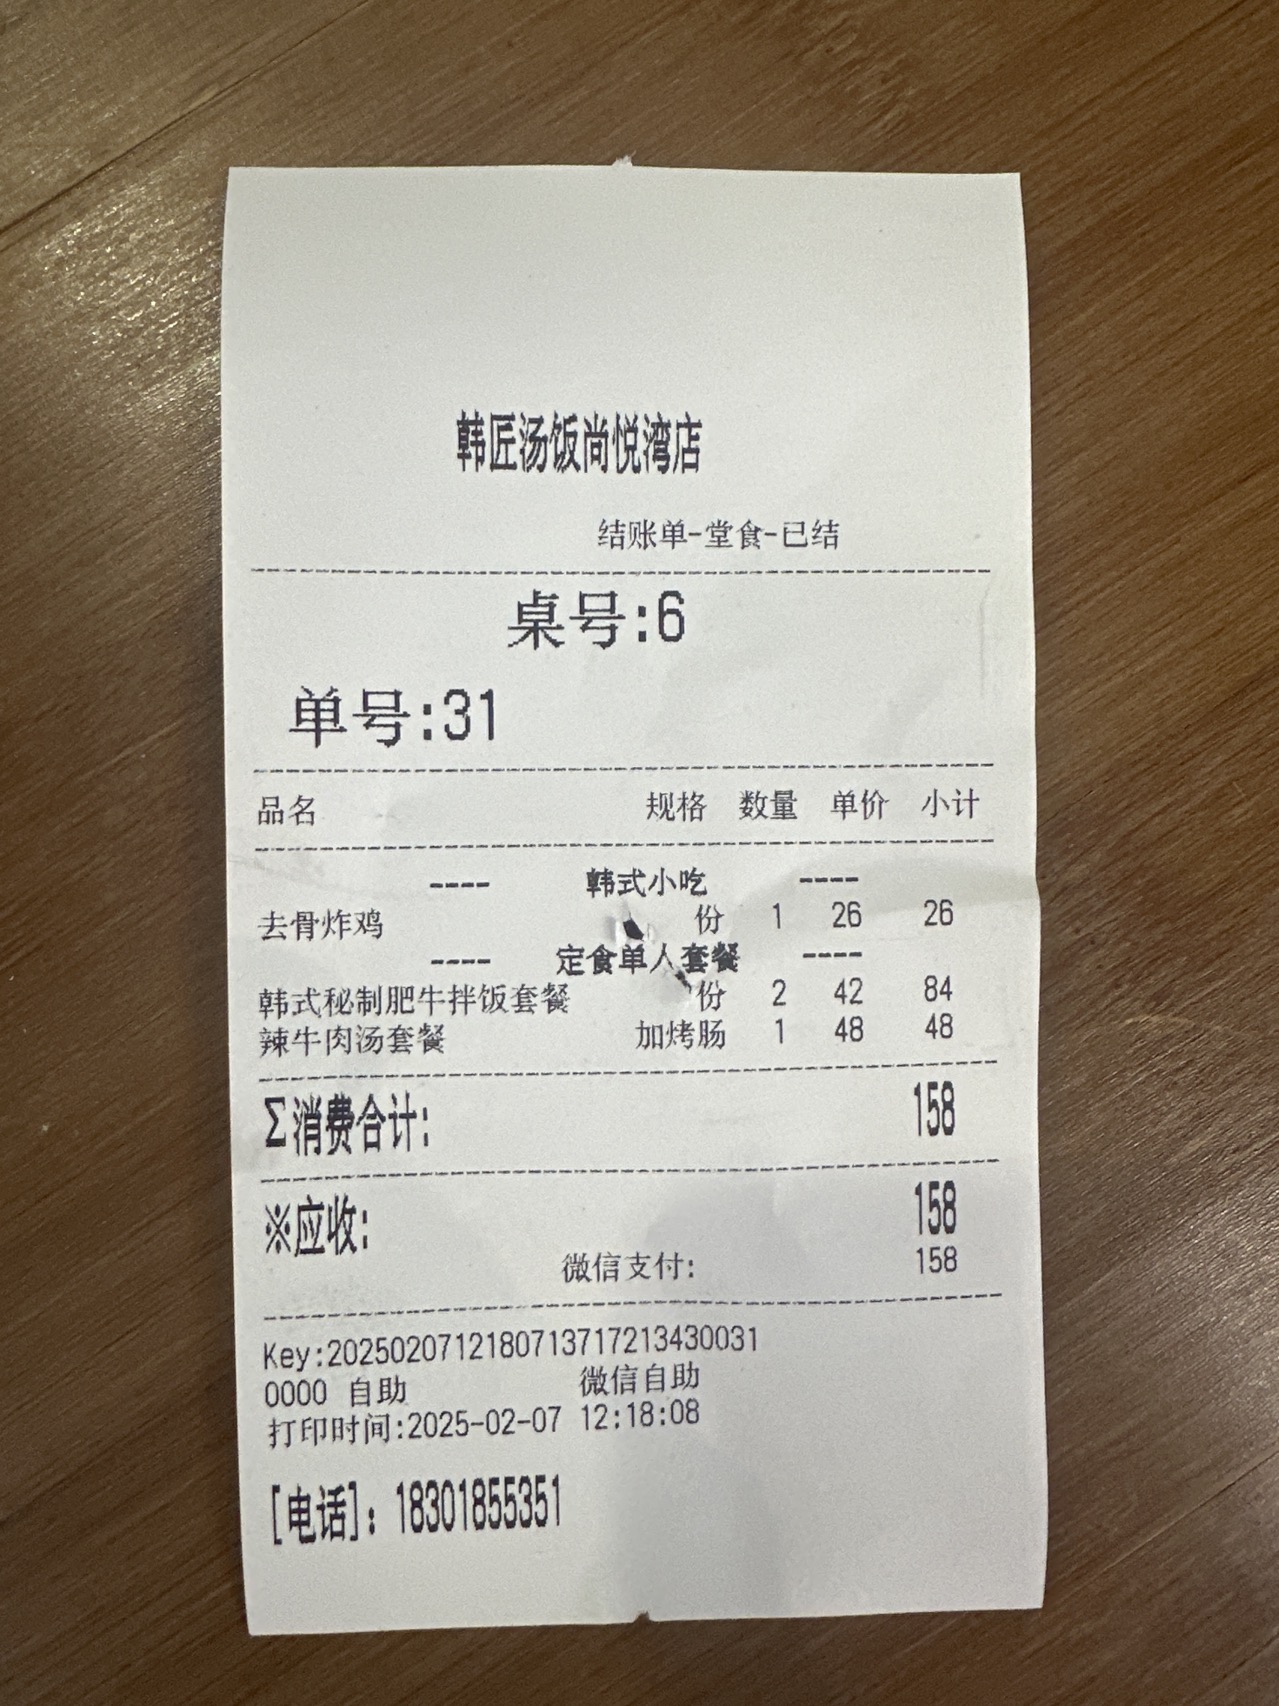 韩匠汤饭尚悦湾店
结账单-堂食-已结
桌号:6
单号:31
品名 规格 数量 单价 小计
---- 韩式小吃 ----
去骨炸鸡 份 1 26 26
---- 定食单人套餐 ----
韩式秘制肥牛拌饭套餐 份 2 42 84
辣牛肉汤套餐 加烤肠 1 48 48
Σ消费合计: 158
※应收: 158
微信支付: 158
Key:20250207121807137172134300​31
0000 自助 微信自助
打印时间:2025-02-07 12:18:08
[电话]: 18301855351